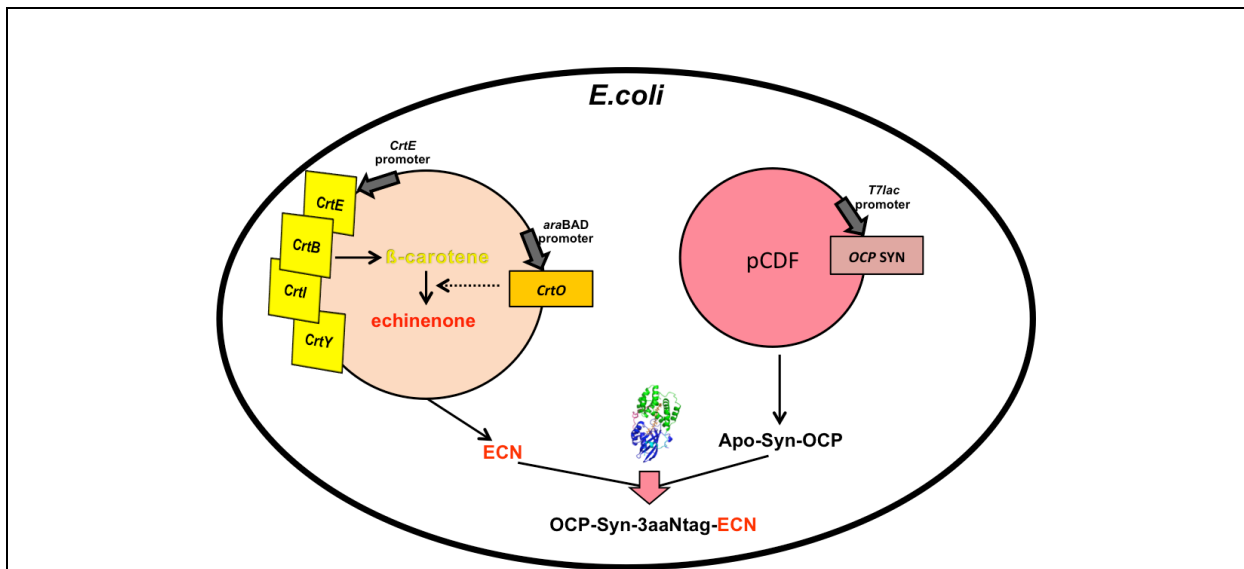 E.coli
CrtE
promoter
CrtE
CrtB
CrtI
CrtY
ß-carotene
echinenone
araBAD
promoter
CrtO
T7lac
promoter
pCDF
OCP SYN
ECN
Apo-Syn-OCP
OCP-Syn-3aaNtag-ECN